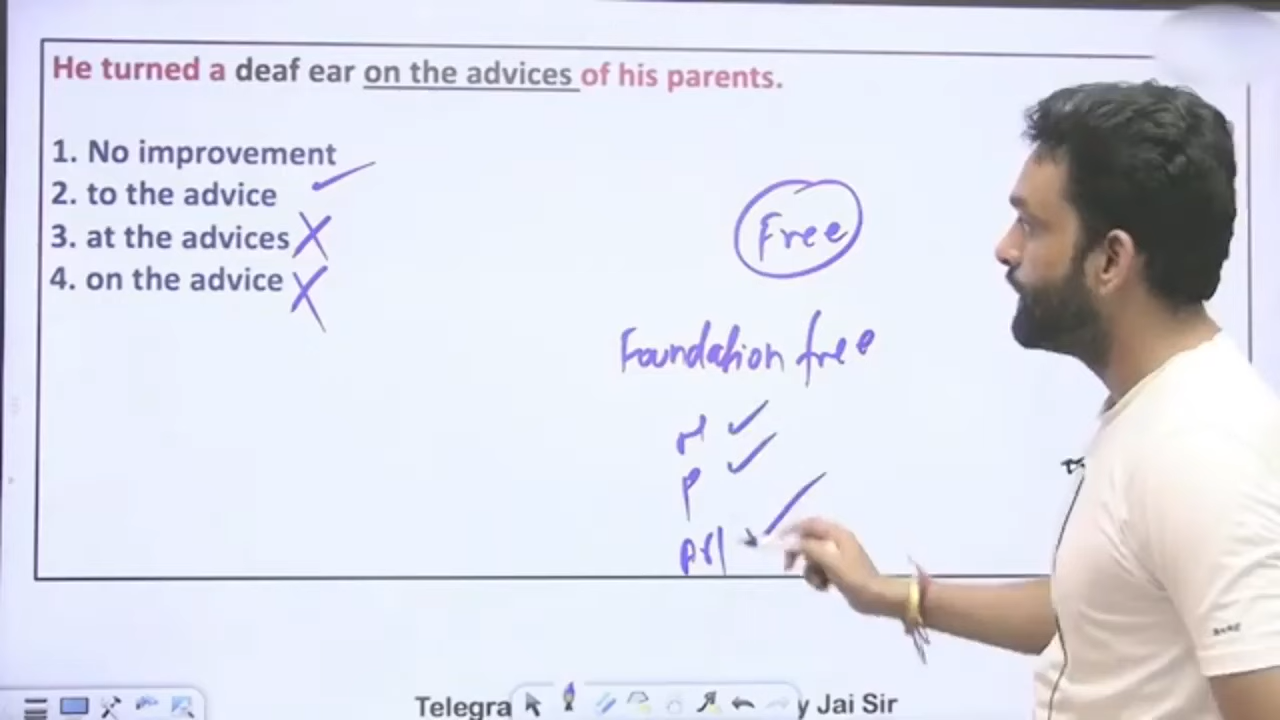 He turned a deaf ear on the advices of his parents.
1. No improvement
2. to the advice
3. at the advices
4. on the advice
Free
Foundation free
P
Telegra
y Jai Sir